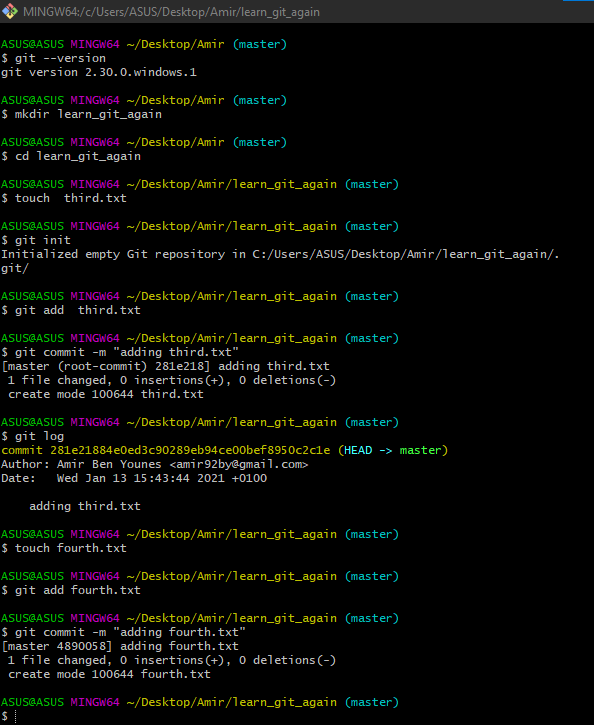 MINGW64:/c/Users/ASUS/Desktop/Amir/learn_git_again
ASUS@ASUS MINGW64 ~/Desktop/Amir (master)
$ git --version
git version 2.30.0.windows.1
ASUS@ASUS MINGW64 ~/Desktop/Amir (master)
$ mkdir learn_git_again
ASUS@ASUS MINGW64 ~/Desktop/Amir (master)
$ cd learn_git_again
ASUS@ASUS MINGW64 ~/Desktop/Amir/learn_git_again (master)
$ touch  third.txt
ASUS@ASUS MINGW64 ~/Desktop/Amir/learn_git_again (master)
$ git init
Initialized empty Git repository in C:/Users/ASUS/Desktop/Amir/learn_git_again/.
git/
ASUS@ASUS MINGW64 ~/Desktop/Amir/learn_git_again (master)
$ git add  third.txt
ASUS@ASUS MINGW64 ~/Desktop/Amir/learn_git_again (master)
$ git commit -m "adding third.txt"
[master (root-commit) 281e218] adding third.txt
 1 file changed, 0 insertions(+), 0 deletions(-)
 create mode 100644 third.txt
ASUS@ASUS MINGW64 ~/Desktop/Amir/learn_git_again (master)
$ git log
commit 281e21884e0ed3c90289eb94ce00bef8950c2c1e (HEAD -> master)
Author: Amir Ben Younes <amir92by@gmail.com>
Date:   Wed Jan 13 15:43:44 2021 +0100
    adding third.txt
ASUS@ASUS MINGW64 ~/Desktop/Amir/learn_git_again (master)
$ touch fourth.txt
ASUS@ASUS MINGW64 ~/Desktop/Amir/learn_git_again (master)
$ git add fourth.txt
ASUS@ASUS MINGW64 ~/Desktop/Amir/learn_git_again (master)
$ git commit -m "adding fourth.txt"
[master 4890058] adding fourth.txt
 1 file changed, 0 insertions(+), 0 deletions(-)
 create mode 100644 fourth.txt
ASUS@ASUS MINGW64 ~/Desktop/Amir/learn_git_again (master)
$